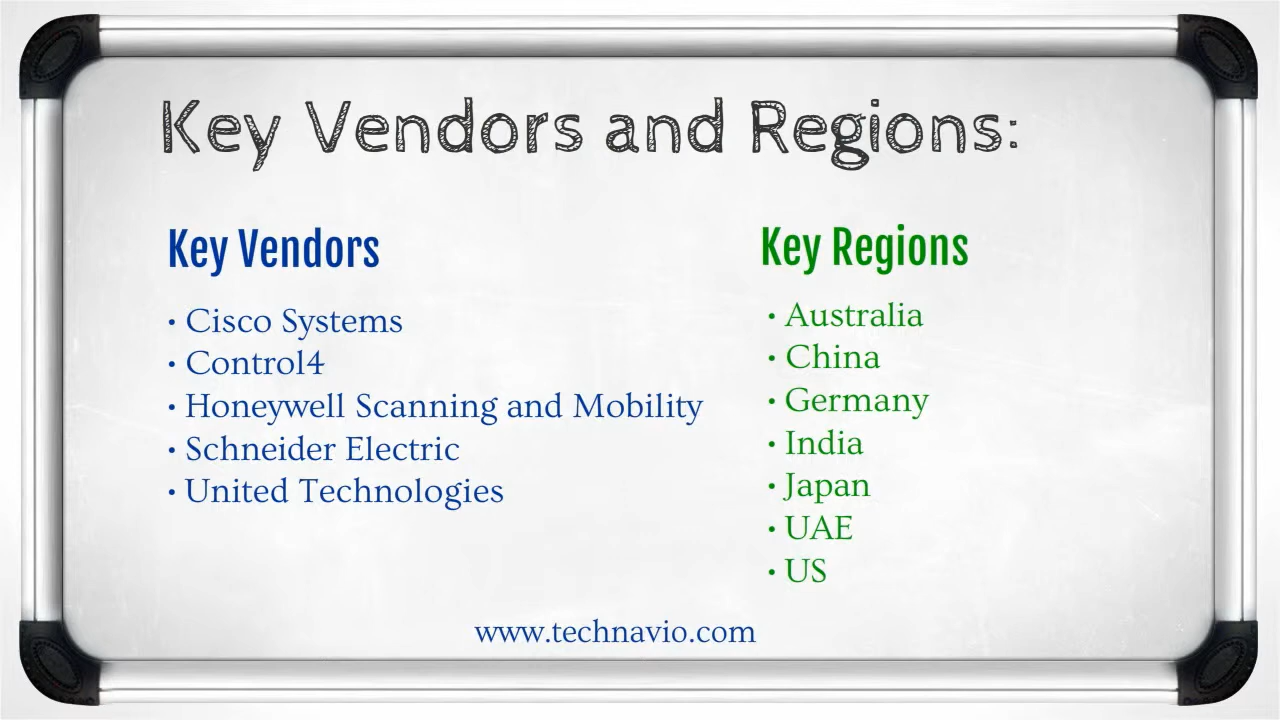 Key Vendors and Regions:
Key Vendors
• Cisco Systems
• Control4
• Honeywell Scanning and Mobility
• Schneider Electric
• United Technologies
Key Regions
• Australia
• China
• Germany
• India
• Japan
• UAE
• US
www.technavio.com